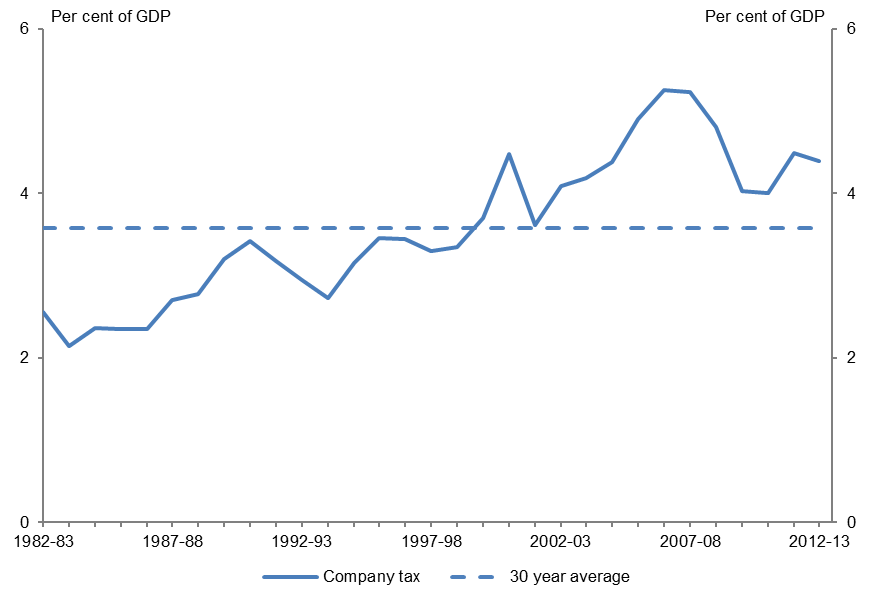 Per cent of GDP Per cent of GDP
6 6
4 4
2 2
0 0
1982-83 1987-88 1992-93 1997-98 2002-03 2007-08 2012-13
Company tax 30 year average